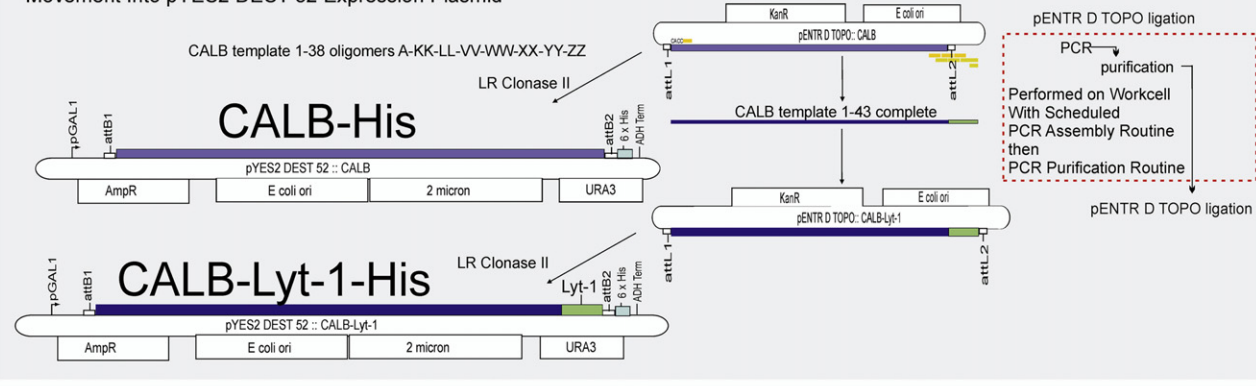 Movement into pYES2 DEST 52 Expression Plasmid
CALB template 1-38 oligomers A-KK-LL-VV-WW-XX-YY-ZZ
LR Clonase II
KanR
E coli ori
pENTR D TOPO:: CALB
CACC
attL1
attL2
pENTR D TOPO ligation
PCR
purification
Performed on Workcell
With Scheduled
PCR Assembly Routine
then
PCR Purification Routine
pENTR D TOPO ligation
CALB template 1-43 complete
pGAL1
attB1
CALB-His
attB2
6 x His
ADH Term
pYES2 DEST 52 :: CALB
AmpR
E coli ori
2 micron
URA3
KanR
E coli ori
pENTR D TOPO:: CALB-Lyt-1
attL1
attL2
LR Clonase II
pGAL1
attB1
CALB-Lyt-1-His
Lyt-1
attB2
6 x His
ADH Term
pYES2 DEST 52 :: CALB-Lyt-1
AmpR
E coli ori
2 micron
URA3